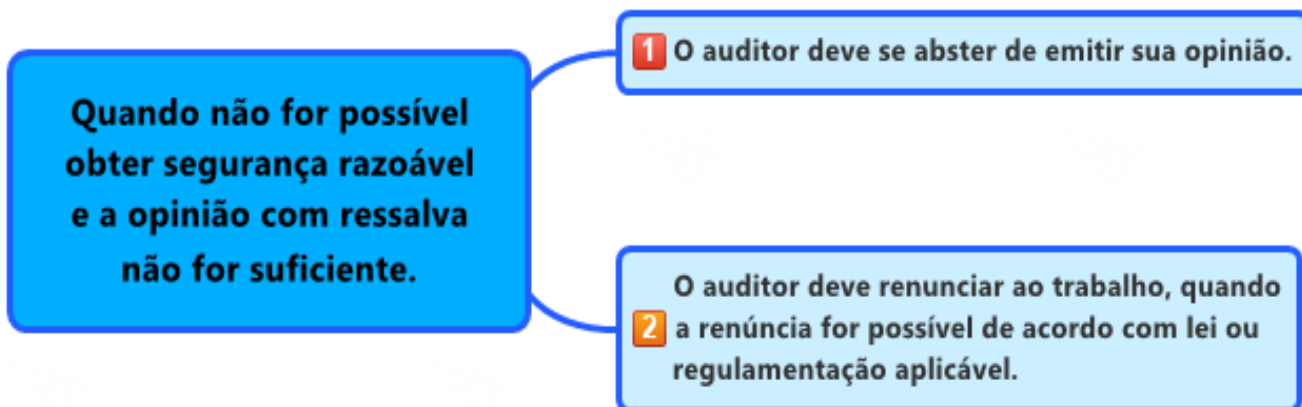 Quando não for possível
obter segurança razoável
e a opinião com ressalva
não for suficiente.
1 O auditor deve se abster de emitir sua opinião.
O auditor deve renunciar ao trabalho, quando
2 a renúncia for possível de acordo com lei ou
regulamentação aplicável.